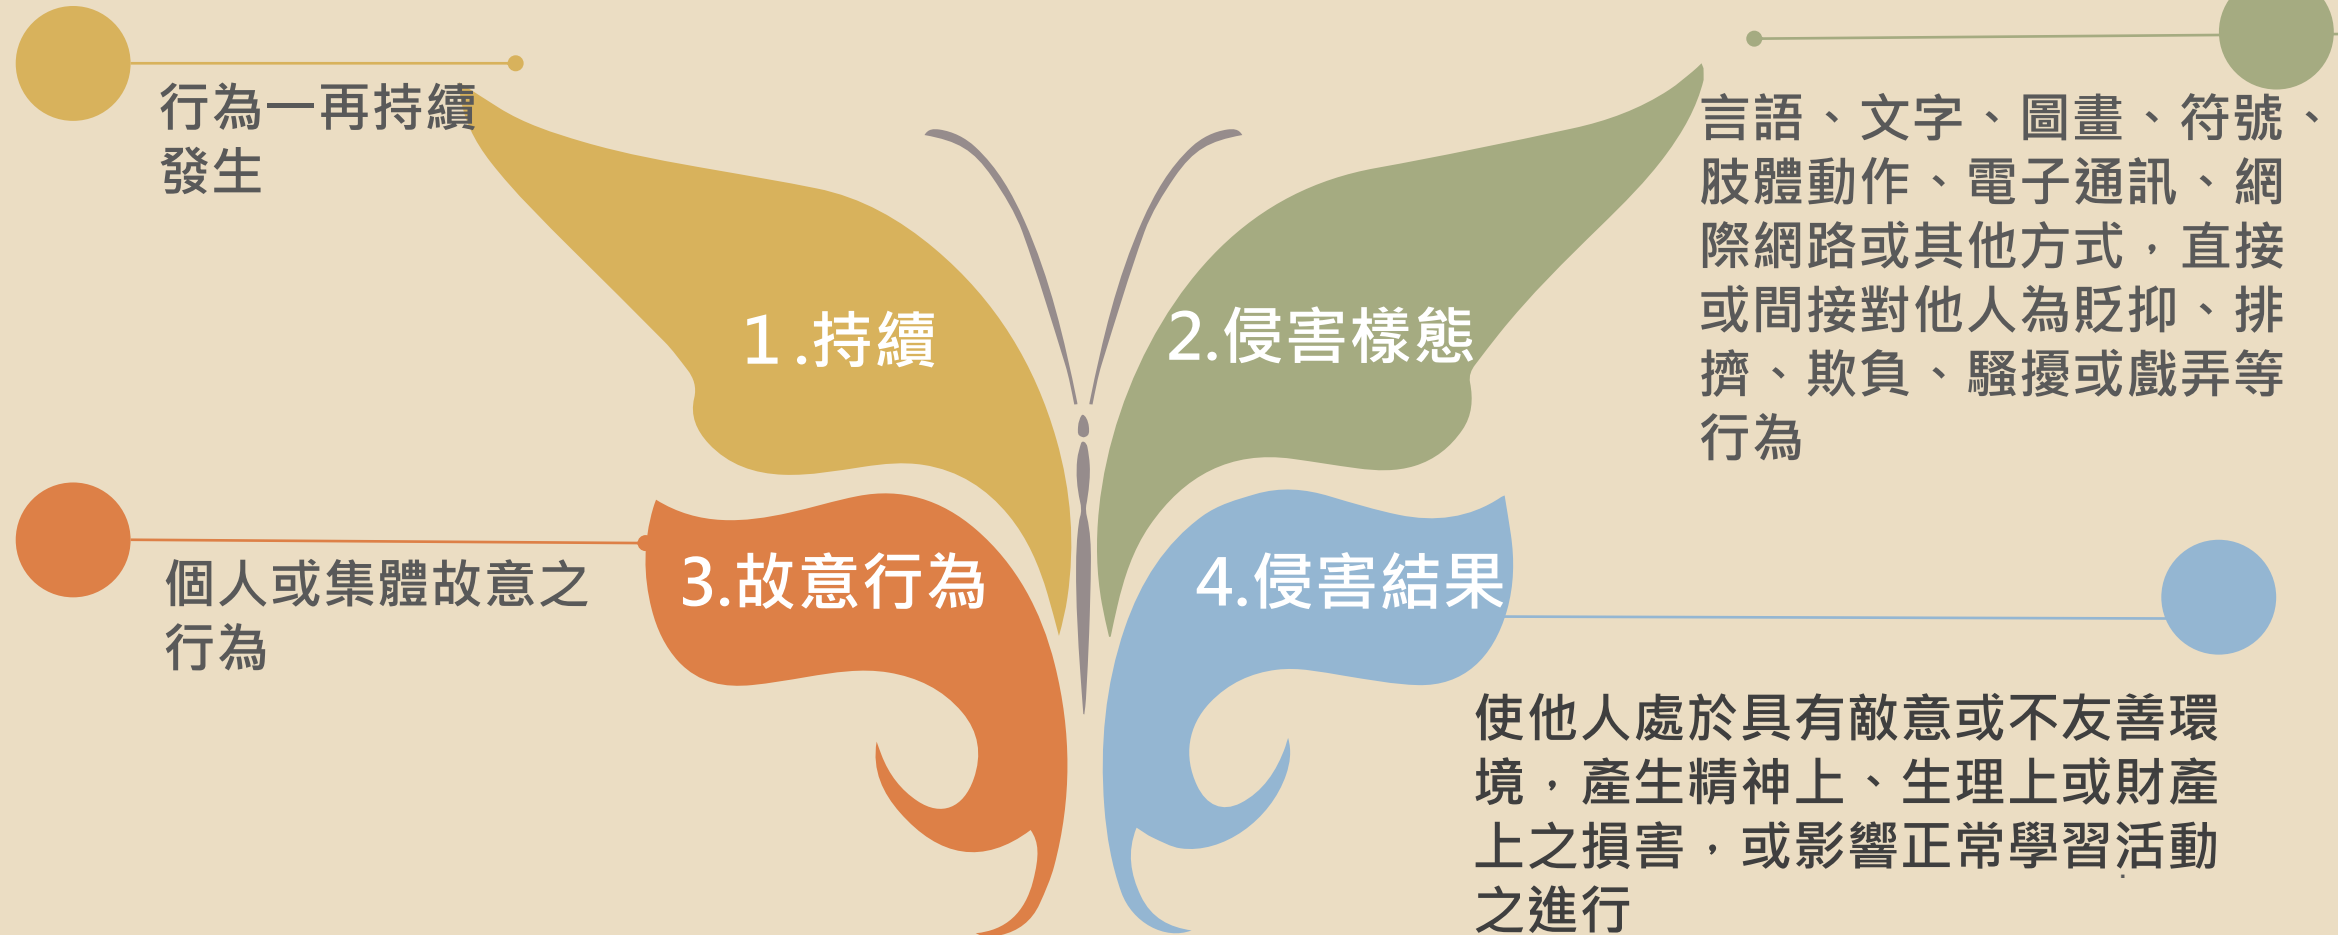 行為一再持續
發生
1.持續
2.侵害樣態
言語、文字、圖畫、符號、
肢體動作、電子通訊、網
際網路或其他方式，直接
或間接對他人為貶抑、排
擠、欺負、騷擾或戲弄等
行為
3.故意行為
個人或集體故意之
行為
4.侵害結果
使他人處於具有敵意或不友善環
境，產生精神上、生理上或財產
上之損害，或影響正常學習活動
之進行